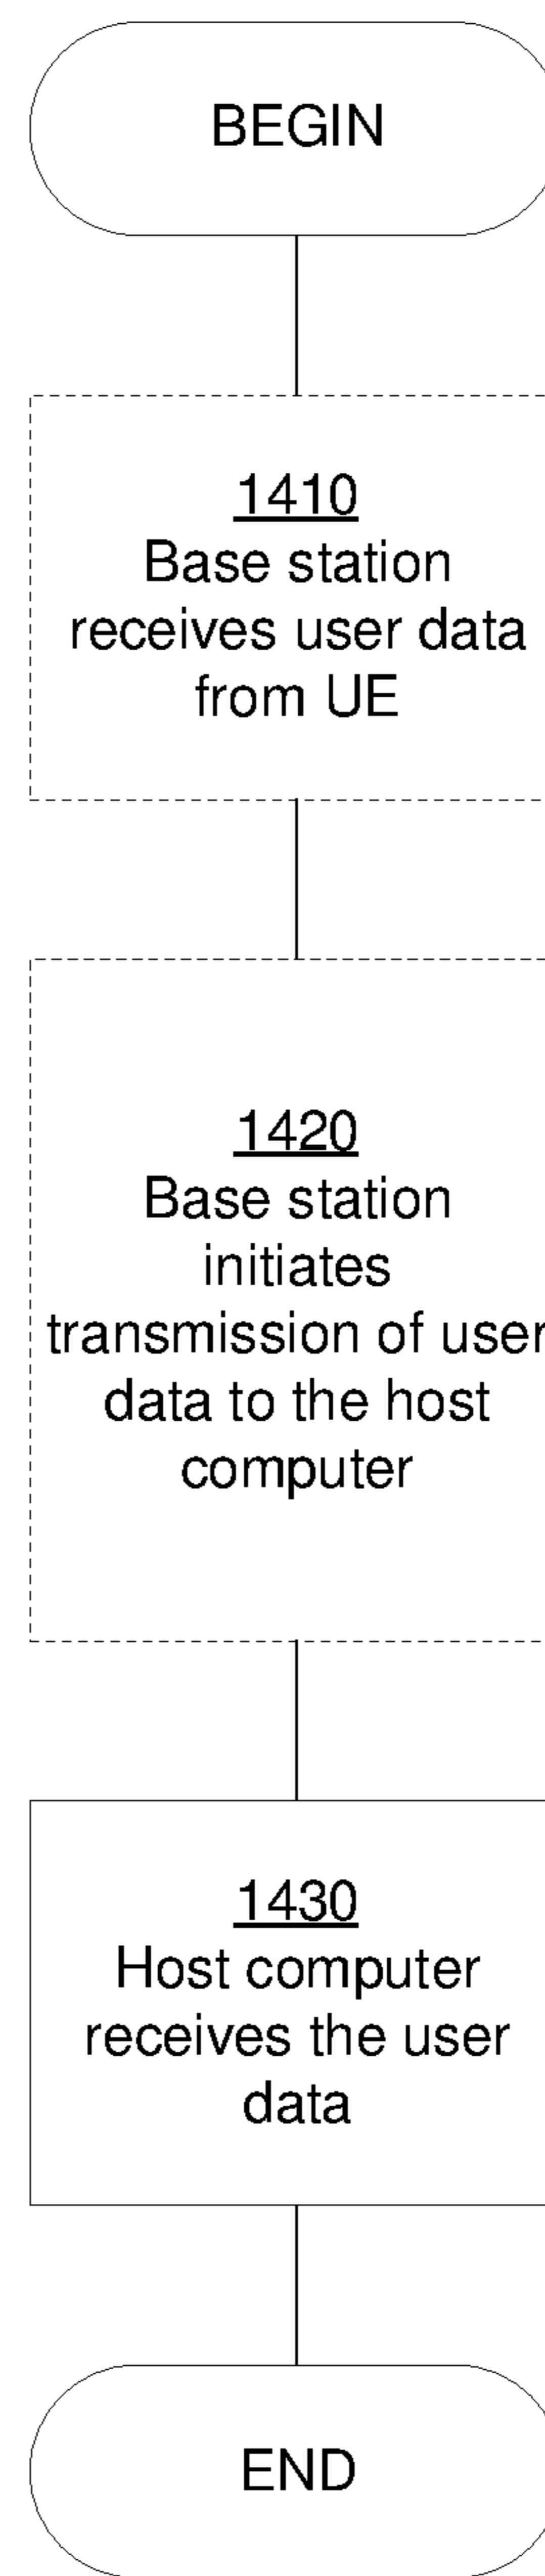 BEGIN
1410
Base station
receives user data
from UE
1420
Base station
initiates
transmission of user
data to the host
computer
1430
Host computer
receives the user
data
END